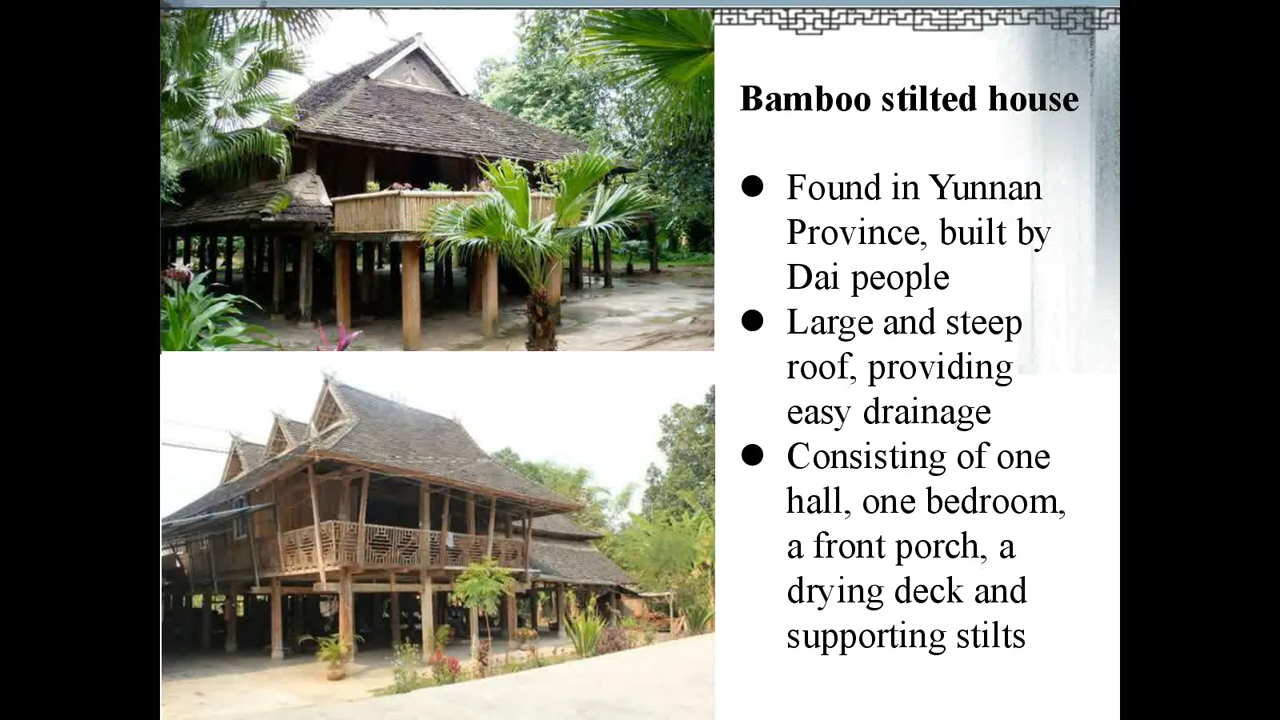 Bamboo stilted house
● Found in Yunnan
Province, built by
Dai people
● Large and steep
roof, providing
easy drainage
● Consisting of one
hall, one bedroom,
a front porch, a
drying deck and
supporting stilts